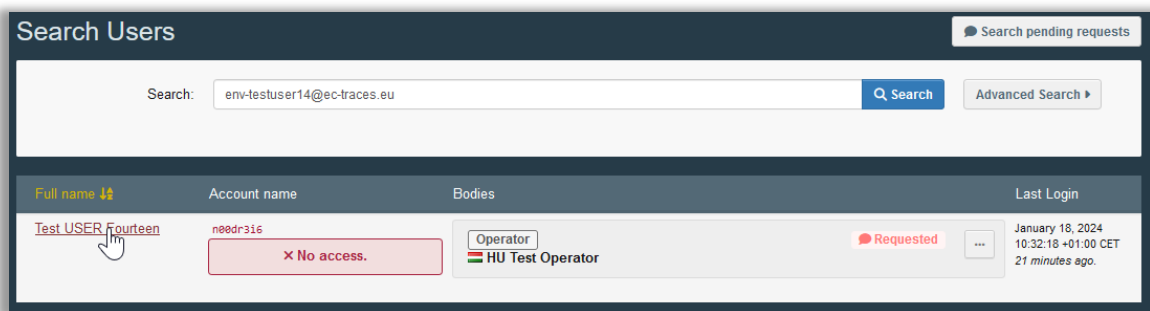 Search Users
Search pending requests
Search: env-testuser14@ec-traces.eu Search Advanced Search
Full name Account name Bodies Last Login
Test USER Fourteen n00dr3i6 Operator Requested ... January 18, 2024
× No access. HU Test Operator 10:32:18 +01:00 CET
21 minutes ago.